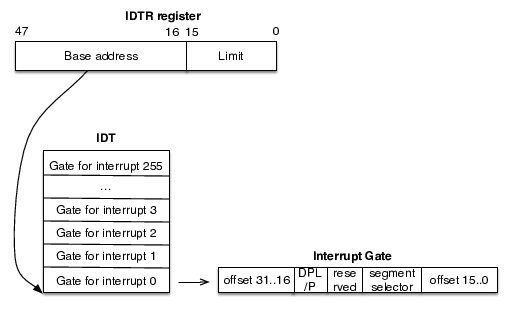 IDTR register
47 16 15 0
Base address Limit
IDT
Gate for interrupt 255
...
Gate for interrupt 3
Gate for interrupt 2
Gate for interrupt 1
Gate for interrupt 0
Interrupt Gate
offset 31..16 DPL /P rese rved segment selector offset 15..0